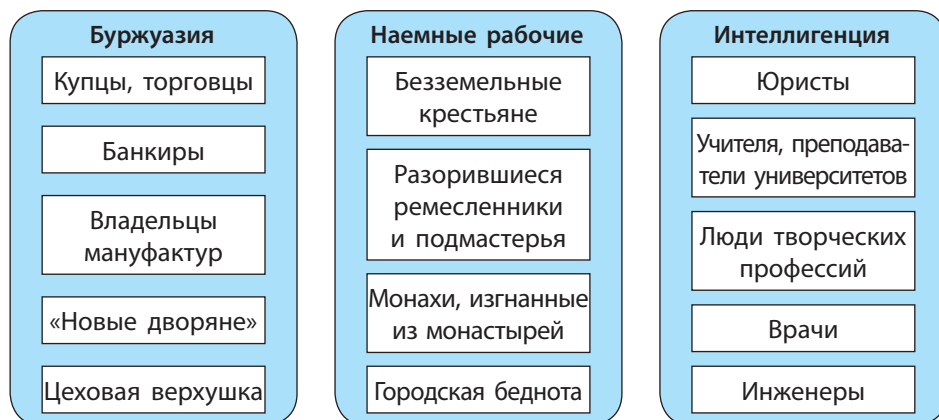 Буржуазия
Купцы, торговцы
Банкиры
Владельцы
мануфактур
«Новые дворяне»
Цеховая верхушка
Наемные рабочие
Безземельные
крестьяне
Разорившиеся
ремесленники
и подмастерья
Монахи, изгнанные
из монастырей
Городская беднота
Интеллигенция
Юристы
Учителя, преподава-
тели университетов
Люди творческих
профессий
Врачи
Инженеры